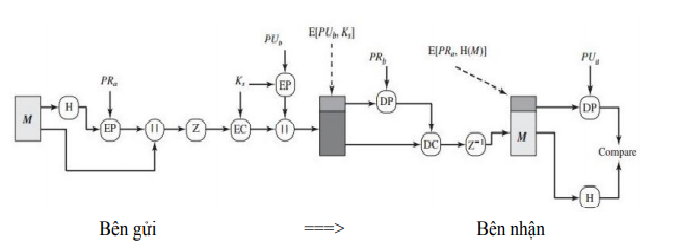 E[PU_b, K_s]
PU_b
E[PR_a, H(M)]
PU_a
PR_b
PR_a
K_s
EP
H
DP
DP
M
EP
||
Z
EC
||
M
DC
Z⁻¹
Compare
H
Bên gửi ===> Bên nhận